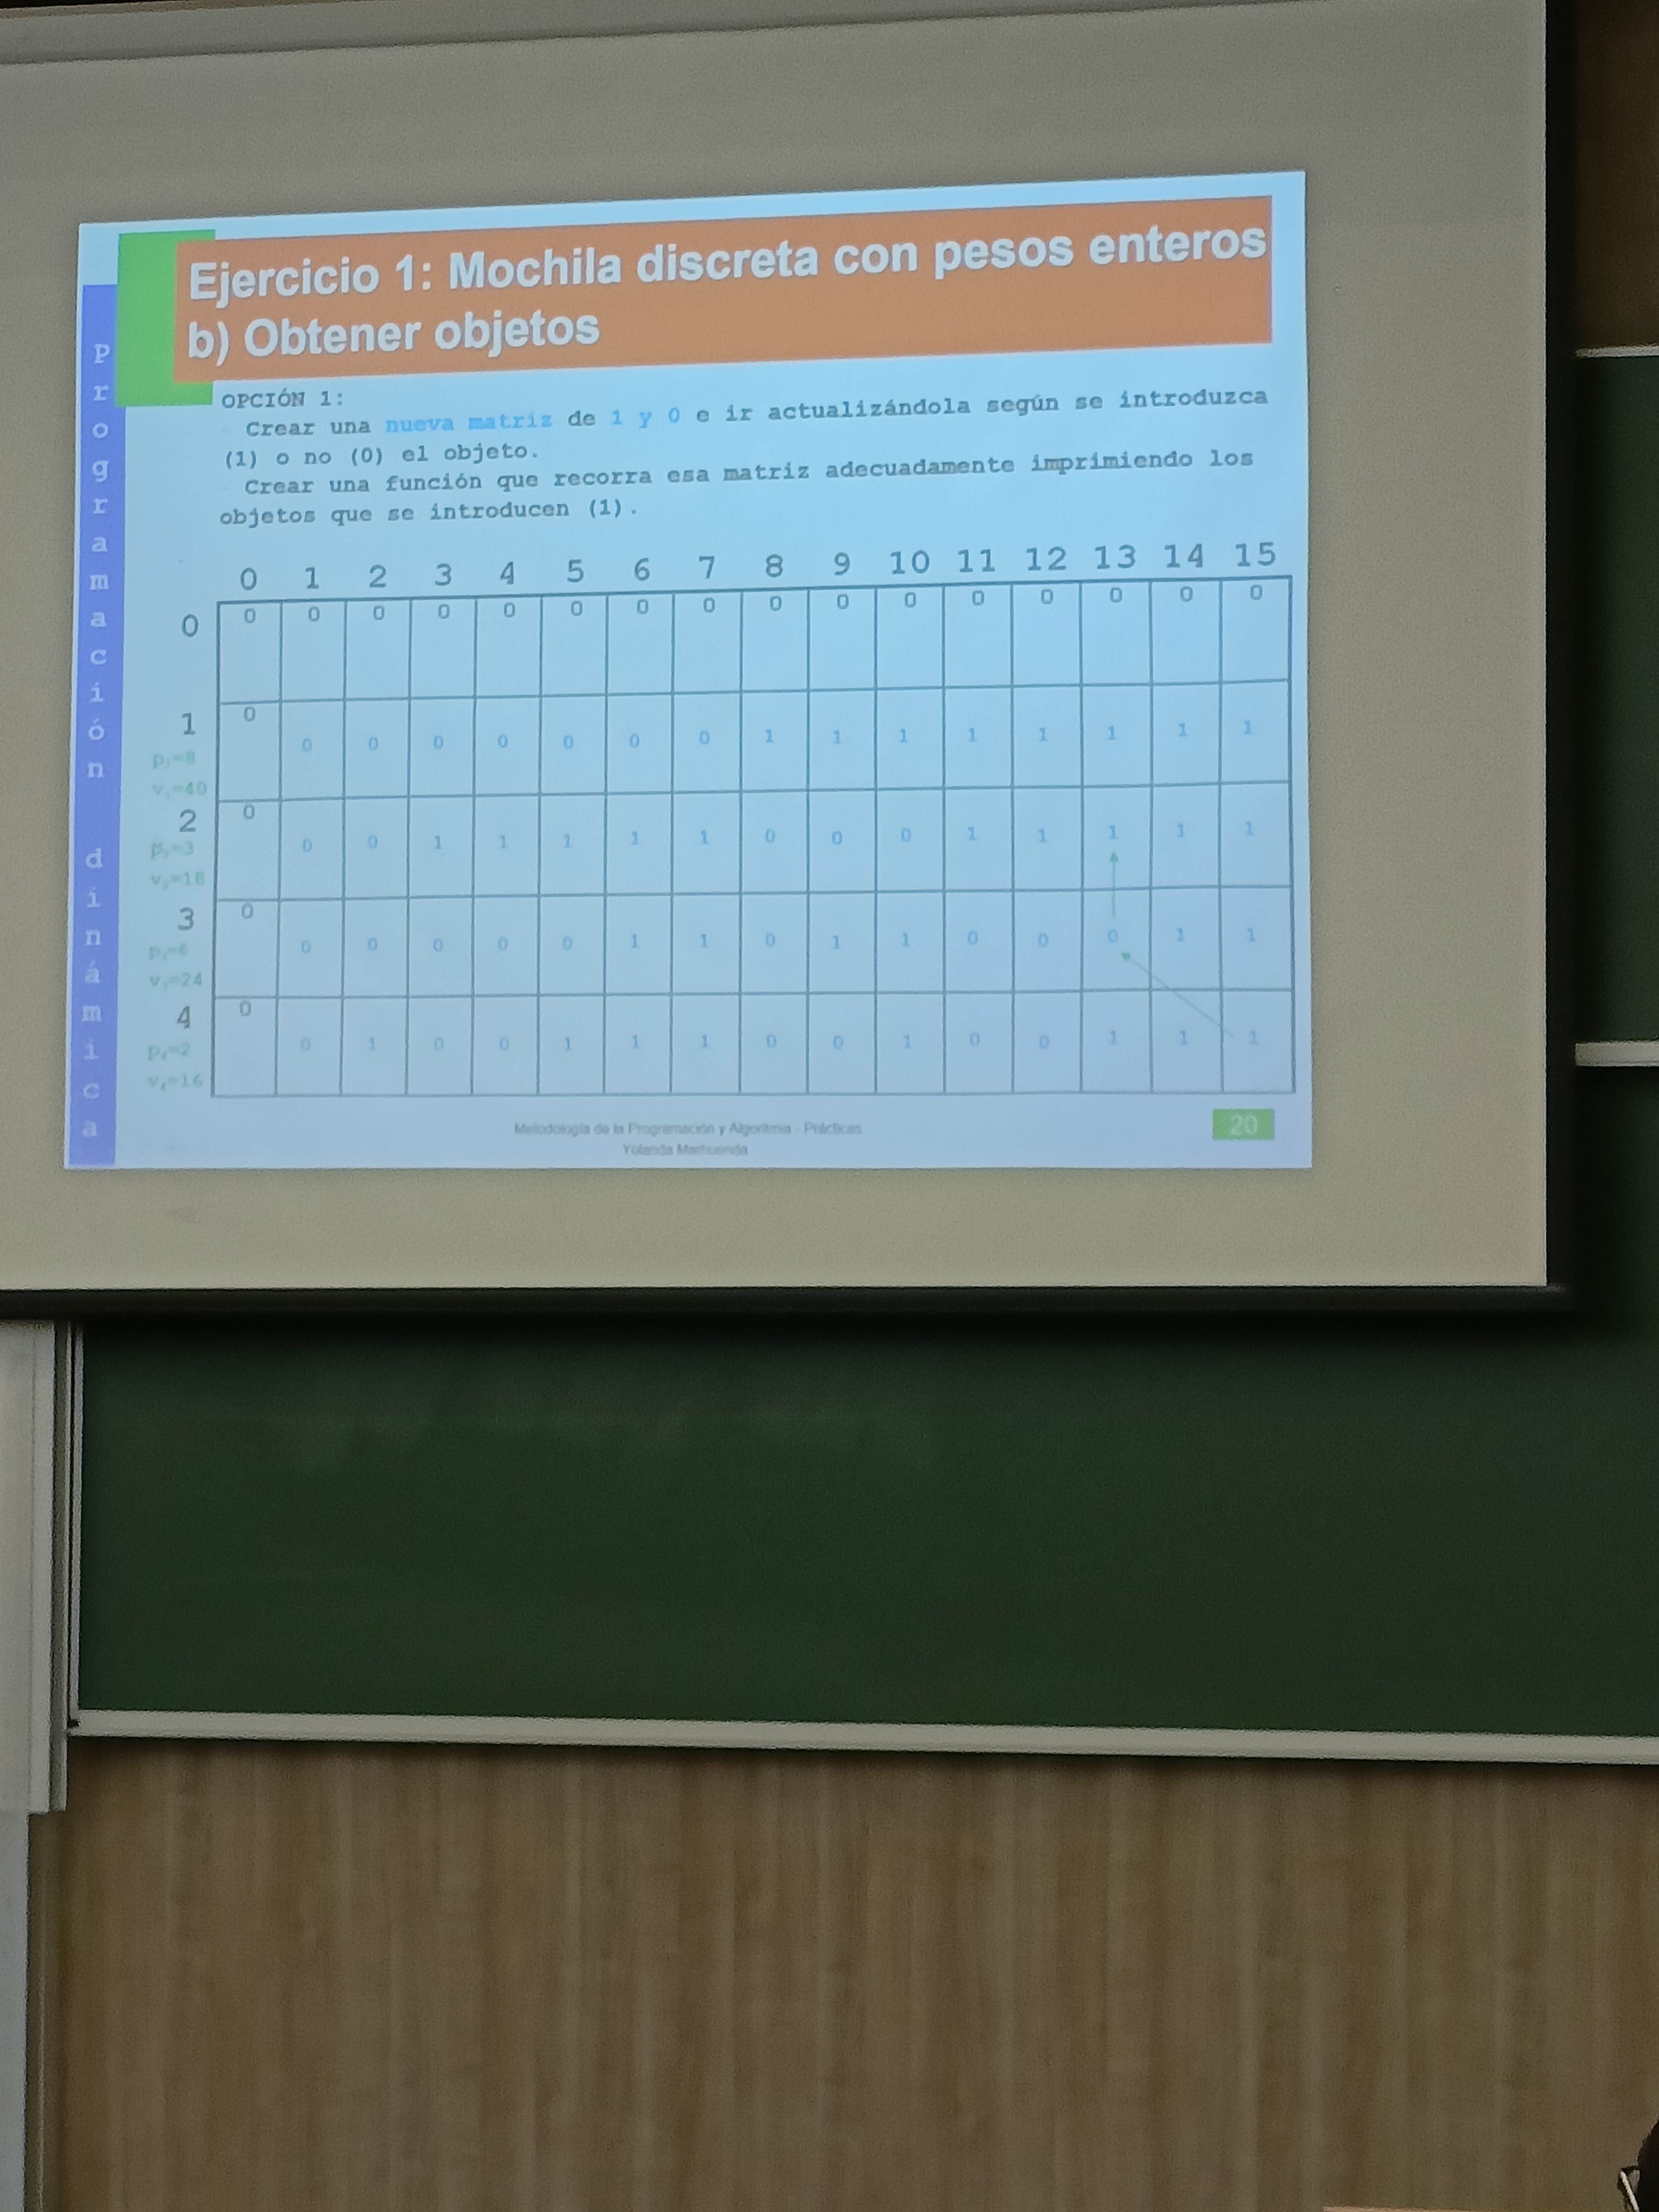 Ejercicio 1: Mochila discreta con pesos enteros
b) Obtener objetos
Programación dinámica
OPCIÓN 1:
Crear una nueva matriz de 1 y 0 e ir actualizándola según se introduzca
(1) o no (0) el objeto.
Crear una función que recorra esa matriz adecuadamente imprimiendo los
objetos que se introducen (1).
0 1 2 3 4 5 6 7 8 9 10 11 12 13 14 15
0 0 0 0 0 0 0 0 0 0 0 0 0 0 0 0 0
1 0 0 0 0 0 0 0 0 1 1 1 1 1 1 1 1
p₁=8
v₁=40
2 0 0 0 1 1 1 1 1 0 0 0 1 1 1 1 1
p₂=3
v₂=18
3 0 0 0 0 0 0 1 1 0 1 1 0 0 0 1 1
p₃=6
v₃=24
4 0 0 1 0 0 1 1 1 0 0 1 0 0 1 1 1
p₄=2
v₄=16
Metodología de la Programación y Algoritmia - Prácticas
Yolanda Marhuenda
20